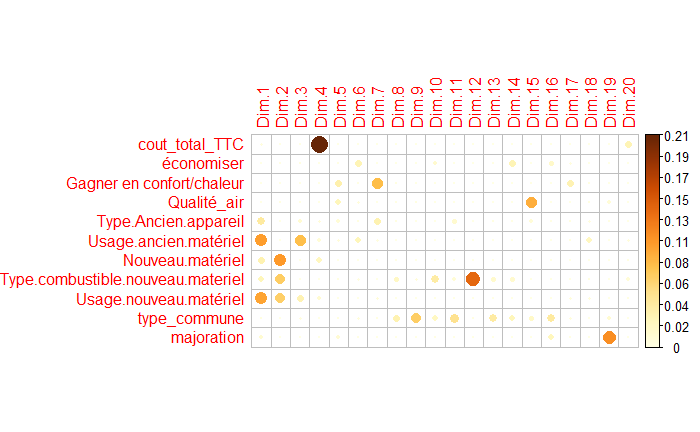 Dim.1 Dim.2 Dim.3 Dim.4 Dim.5 Dim.6 Dim.7 Dim.8 Dim.9 Dim.10 Dim.11 Dim.12 Dim.13 Dim.14 Dim.15 Dim.16 Dim.17 Dim.18 Dim.19 Dim.20
cout_total_TTC
économiser
Gagner en confort/chaleur
Qualité_air
Type.Ancien.appareil
Usage.ancien.matériel
Nouveau.matériel
Type.combustible.nouveau.materiel
Usage.nouveau.matériel
type_commune
majoration
0.21
0.19
0.17
0.15
0.13
0.11
0.08
0.06
0.04
0.02
0